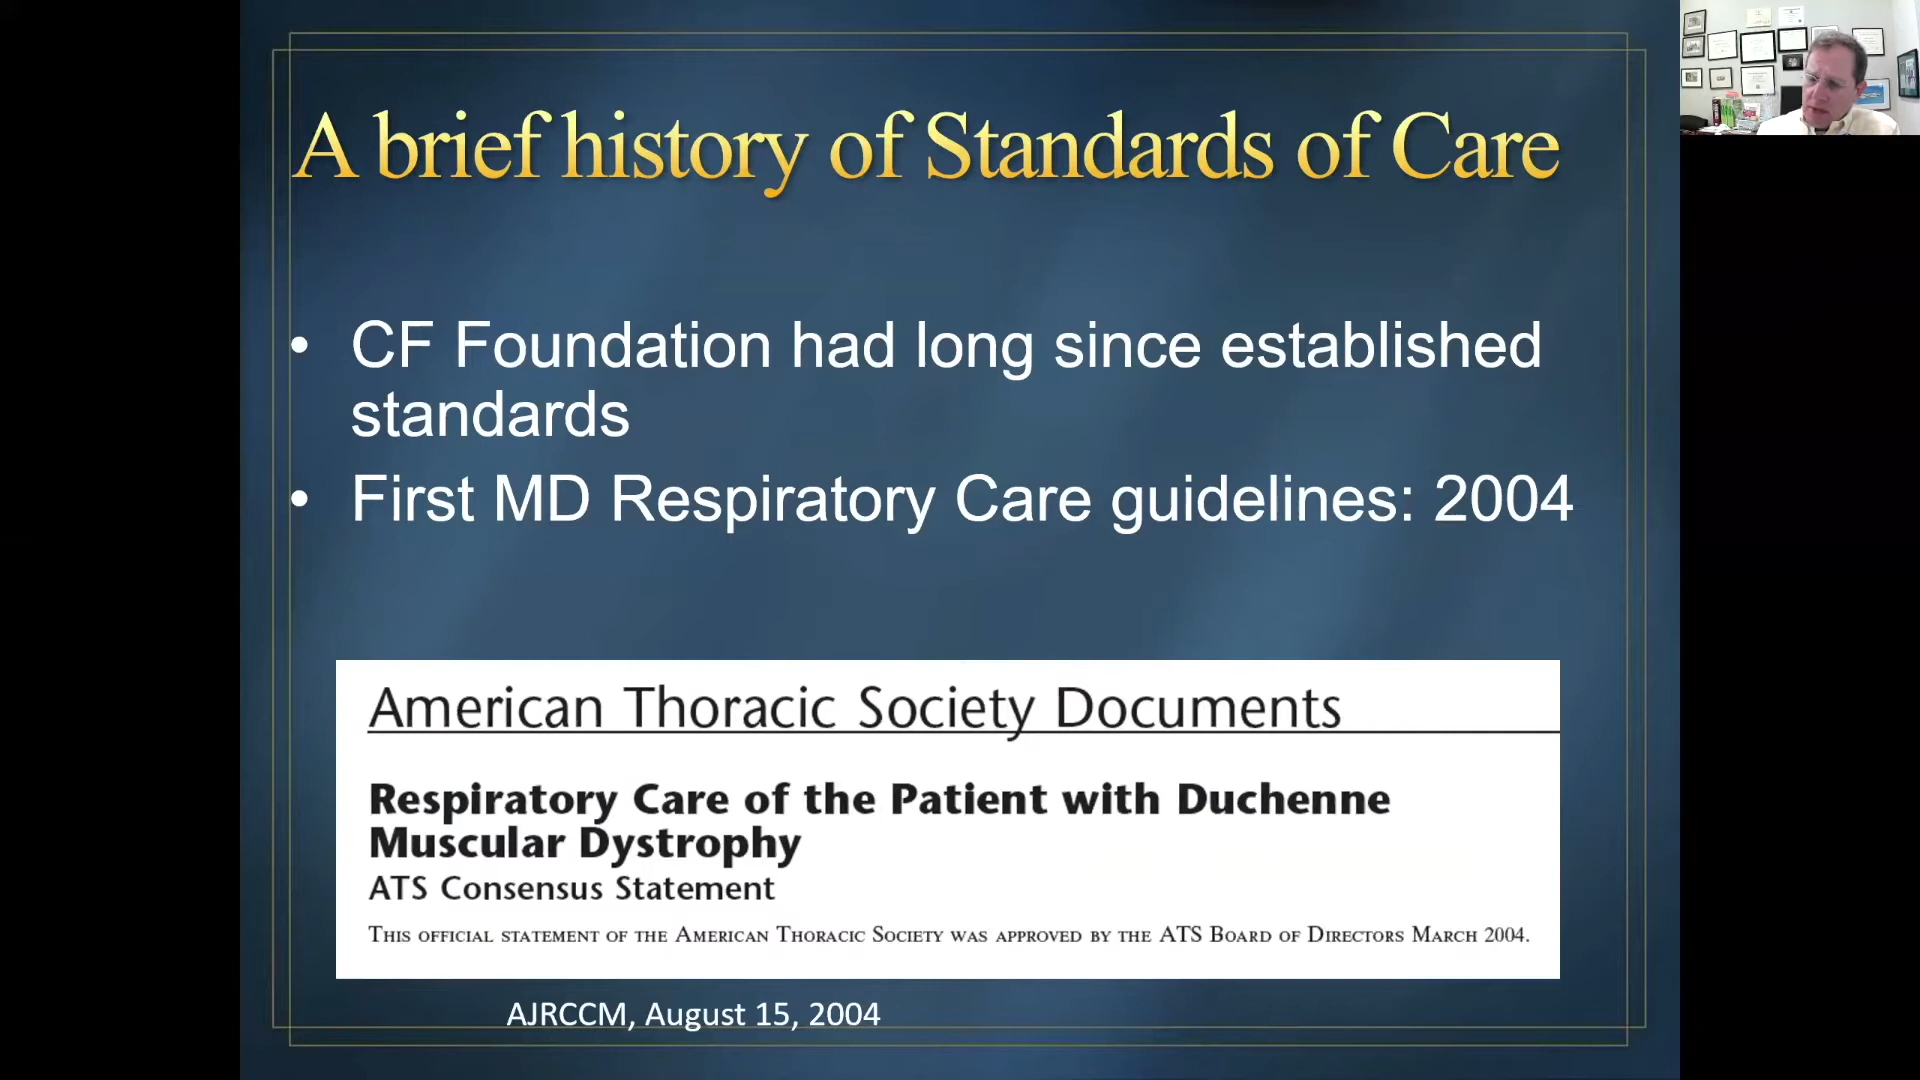 A brief history of Standards of Care
• CF Foundation had long since established
standards
• First MD Respiratory Care guidelines: 2004
American Thoracic Society Documents
Respiratory Care of the Patient with Duchenne
Muscular Dystrophy
ATS Consensus Statement
This official statement of the American Thoracic Society was approved by the ATS Board of Directors March 2004.
AJRCCM, August 15, 2004